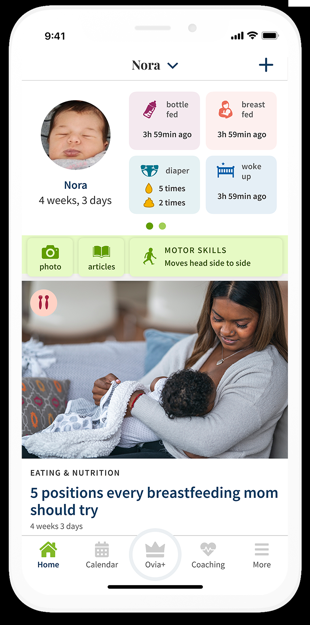 9:41
Nora
bottle
fed
3h 59min ago
breast
fed
3h 59min ago
Nora
4 weeks, 3 days
diaper
5 times
2 times
woke
up
3h 59min ago
photo
articles
MOTOR SKILLS
Moves head side to side
EATING & NUTRITION
5 positions every breastfeeding mom
should try
4 weeks 3 days
Home
Calendar
Ovia+
Coaching
More